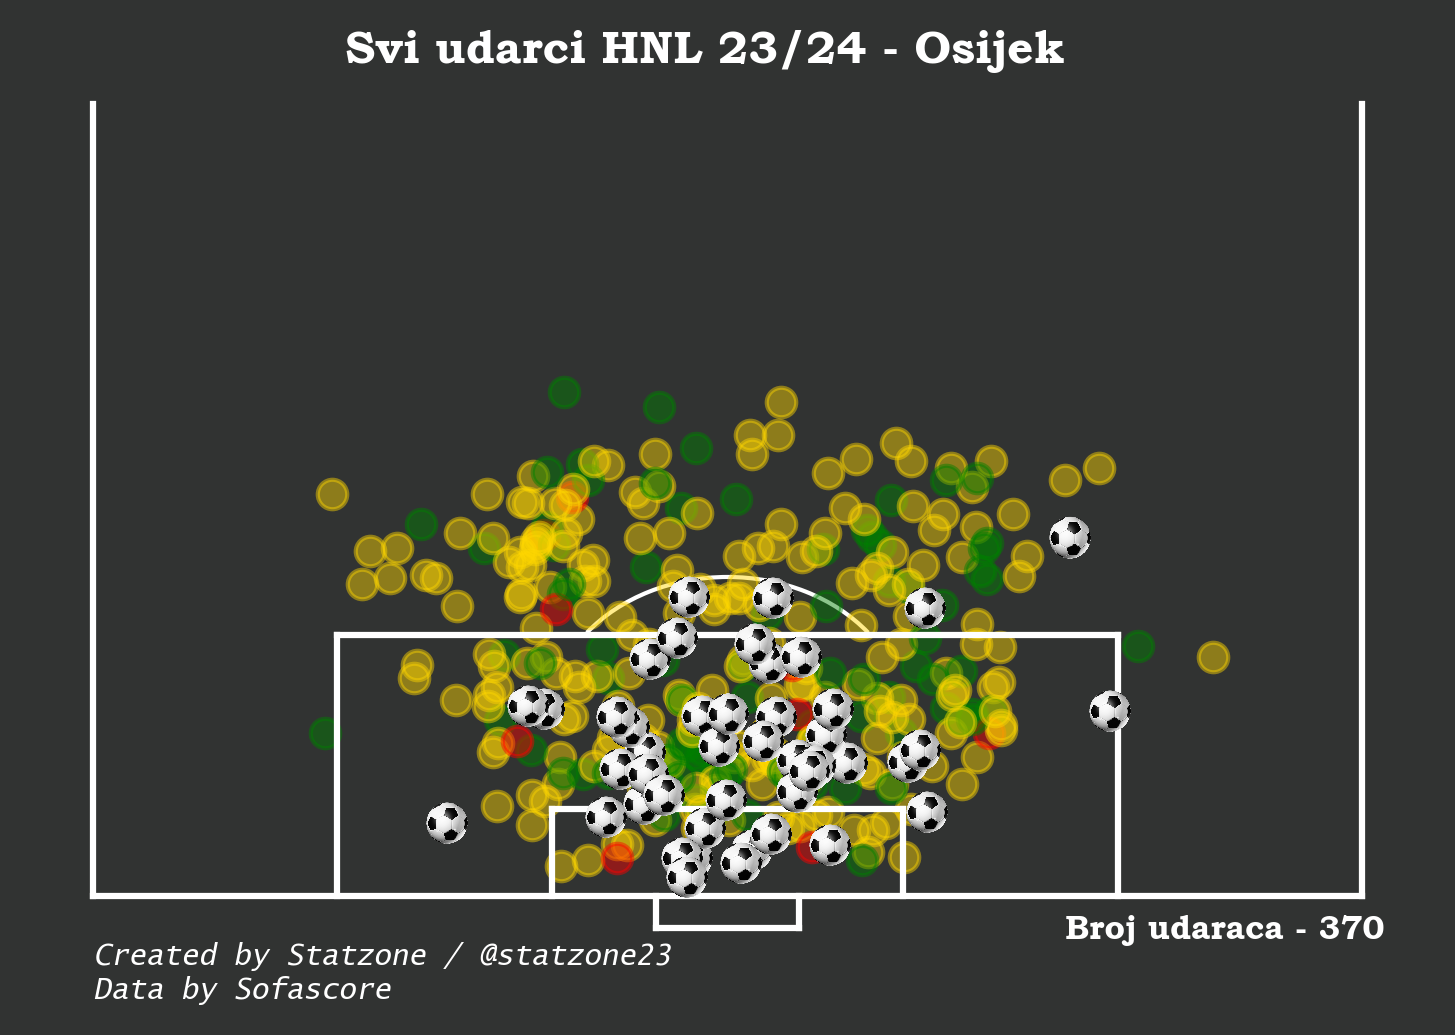 Svi udarci HNL 23/24 - Osijek
Broj udaraca - 370
Created by Statzone / @statzone23
Data by Sofascore